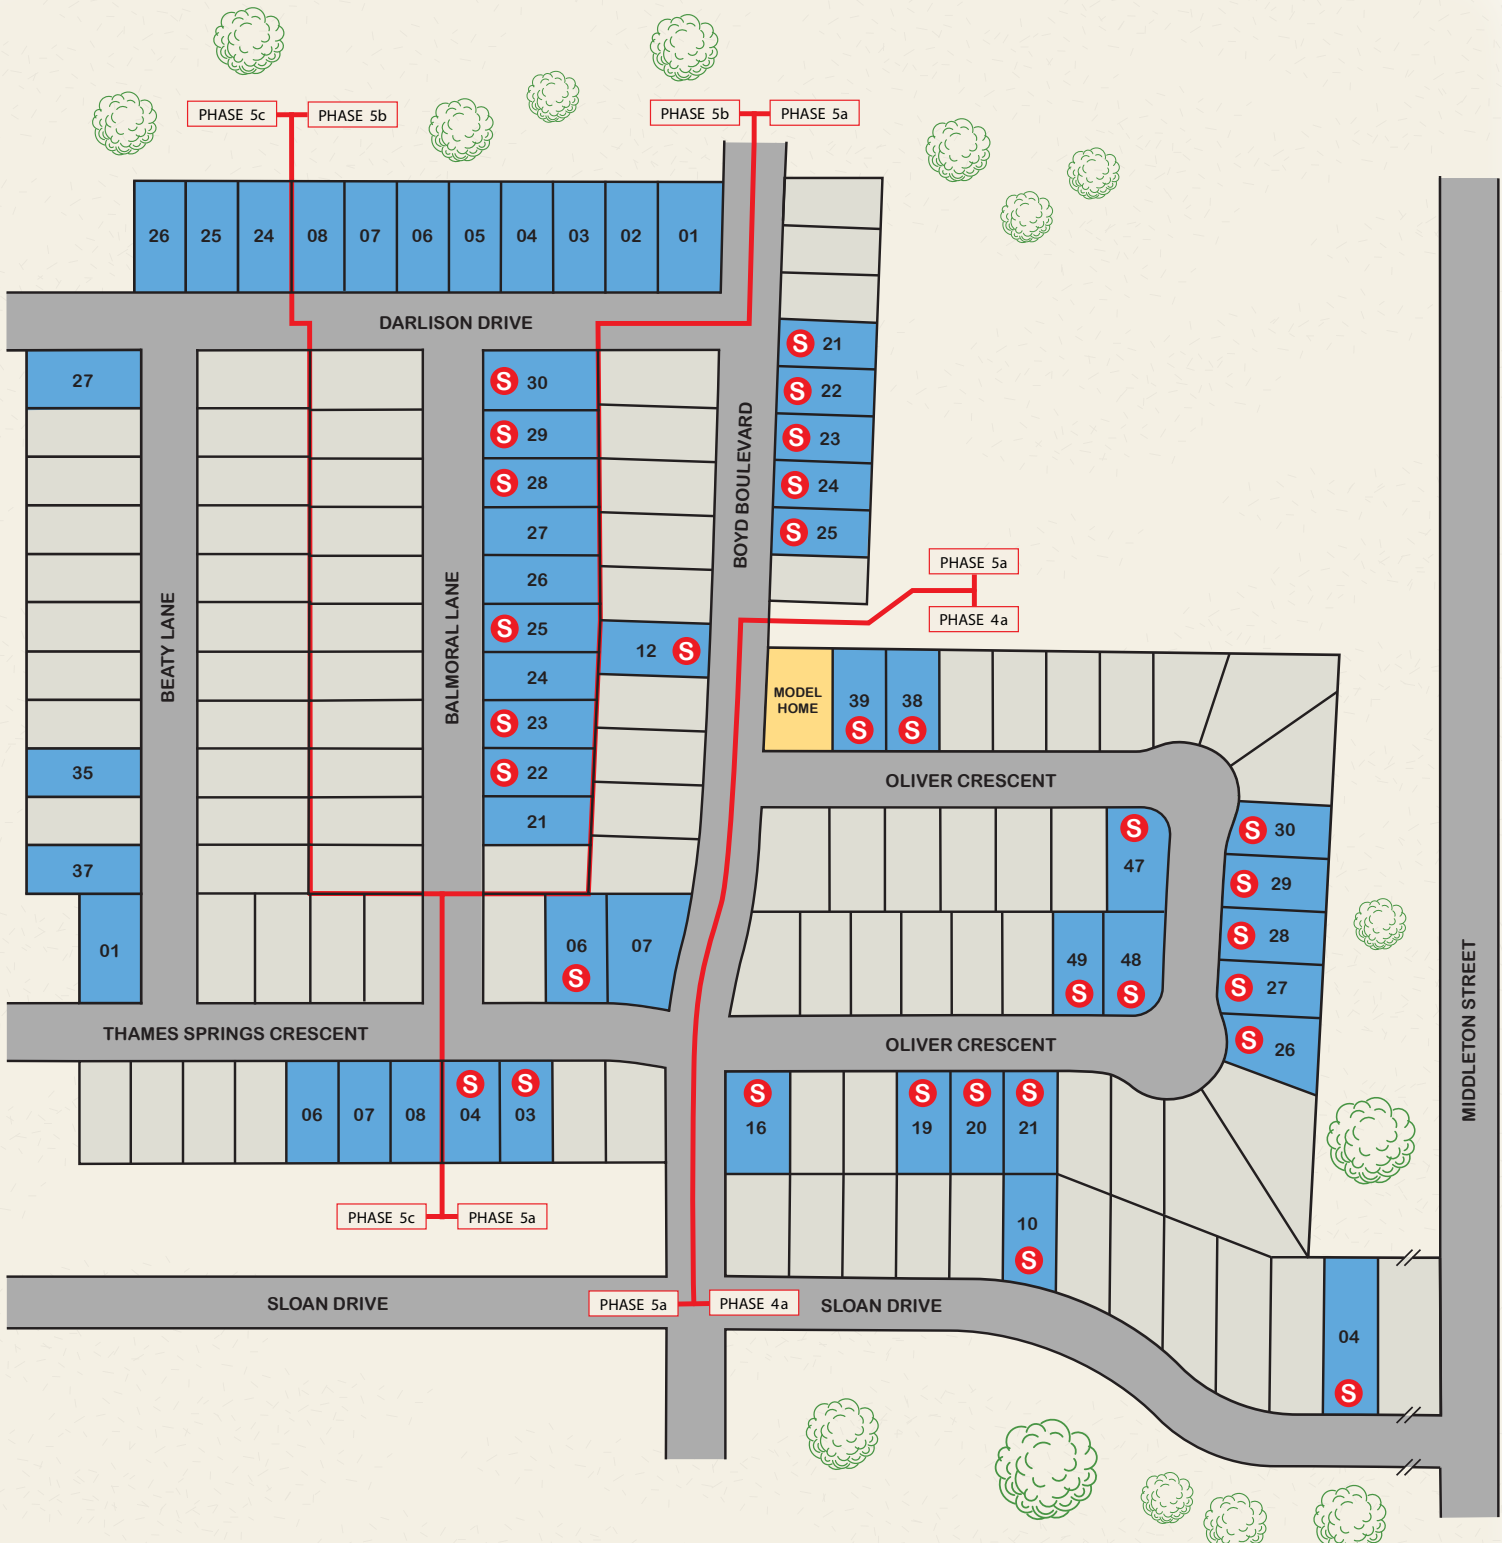 PHASE 5c PHASE 5b
PHASE 5b PHASE 5a
26 25 24 08 07 06 05 04 03 02 01
DARLISON DRIVE
27
35
37
01
BEATY LANE
BALMORAL LANE
S 30
S 29
S 28
27
26
S 25
24
S 23
S 22
21
12 S
06
S
07
BOYD BOULEVARD
S 21
S 22
S 23
S 24
S 25
PHASE 5a
PHASE 4a
MODEL
HOME
39 38
S S
OLIVER CRESCENT
S
47
49 48
S S
S 30
S 29
S 28
S 27
S 26
OLIVER CRESCENT
THAMES SPRINGS CRESCENT
S S
06 07 08 04 03
S S S S
16 19 20 21
10
S
PHASE 5c PHASE 5a
SLOAN DRIVE
PHASE 5a PHASE 4a
SLOAN DRIVE
04
S
MIDDLETON STREET